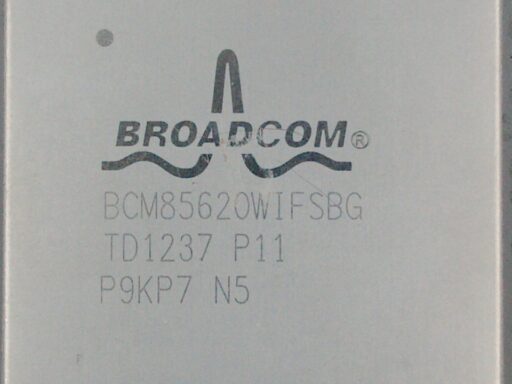 BROADCOM®
BCM85620WIFSBG
TD1237 P11
P9KP7 N5